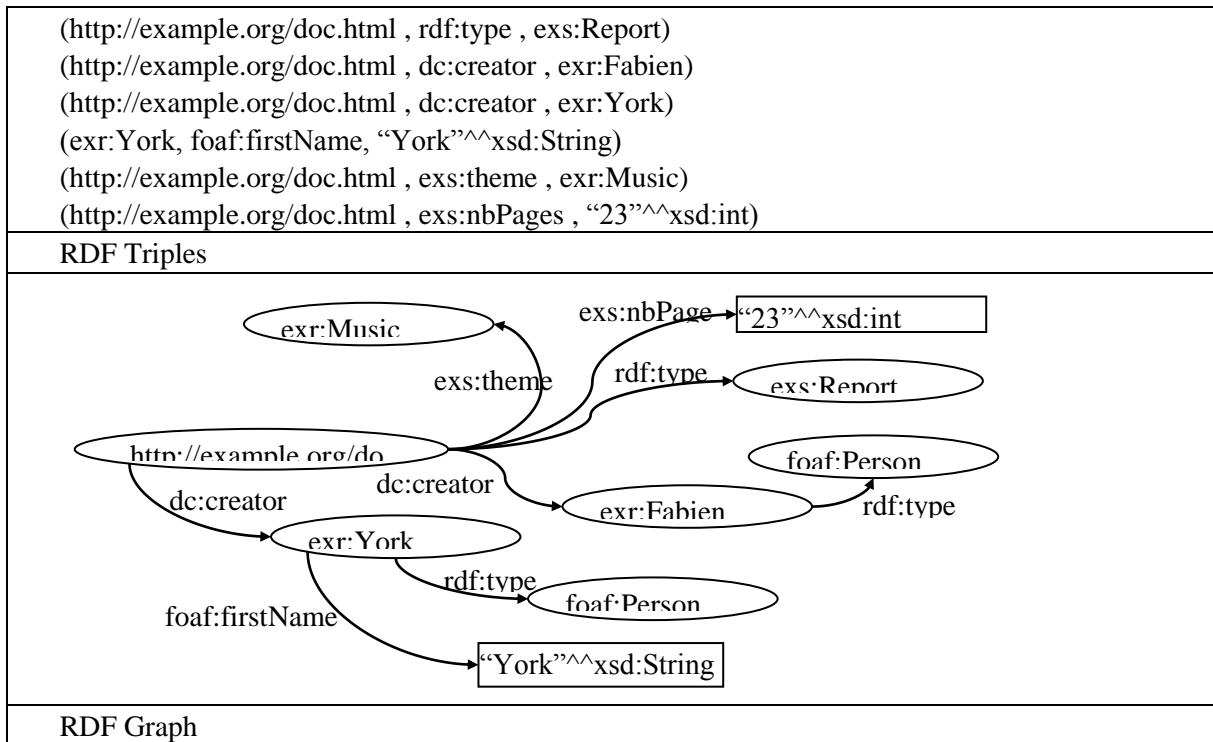 (http://example.org/doc.html , rdf:type , exs:Report)
(http://example.org/doc.html , dc:creator , exr:Fabien)
(http://example.org/doc.html , dc:creator , exr:York)
(exr:York, foaf:firstName, “York”^^xsd:String)
(http://example.org/doc.html , exs:theme , exr:Music)
(http://example.org/doc.html , exs:nbPages , “23”^^xsd:int)
RDF Triples
exr:Music
exs:nbPage
“23”^^xsd:int
exs:theme
rdf:type
exs:Report
http://example.org/do
foaf:Person
dc:creator
dc:creator
exr:Fabien
rdf:type
exr:York
rdf:type
foaf:Person
foaf:firstName
“York”^^xsd:String
RDF Graph